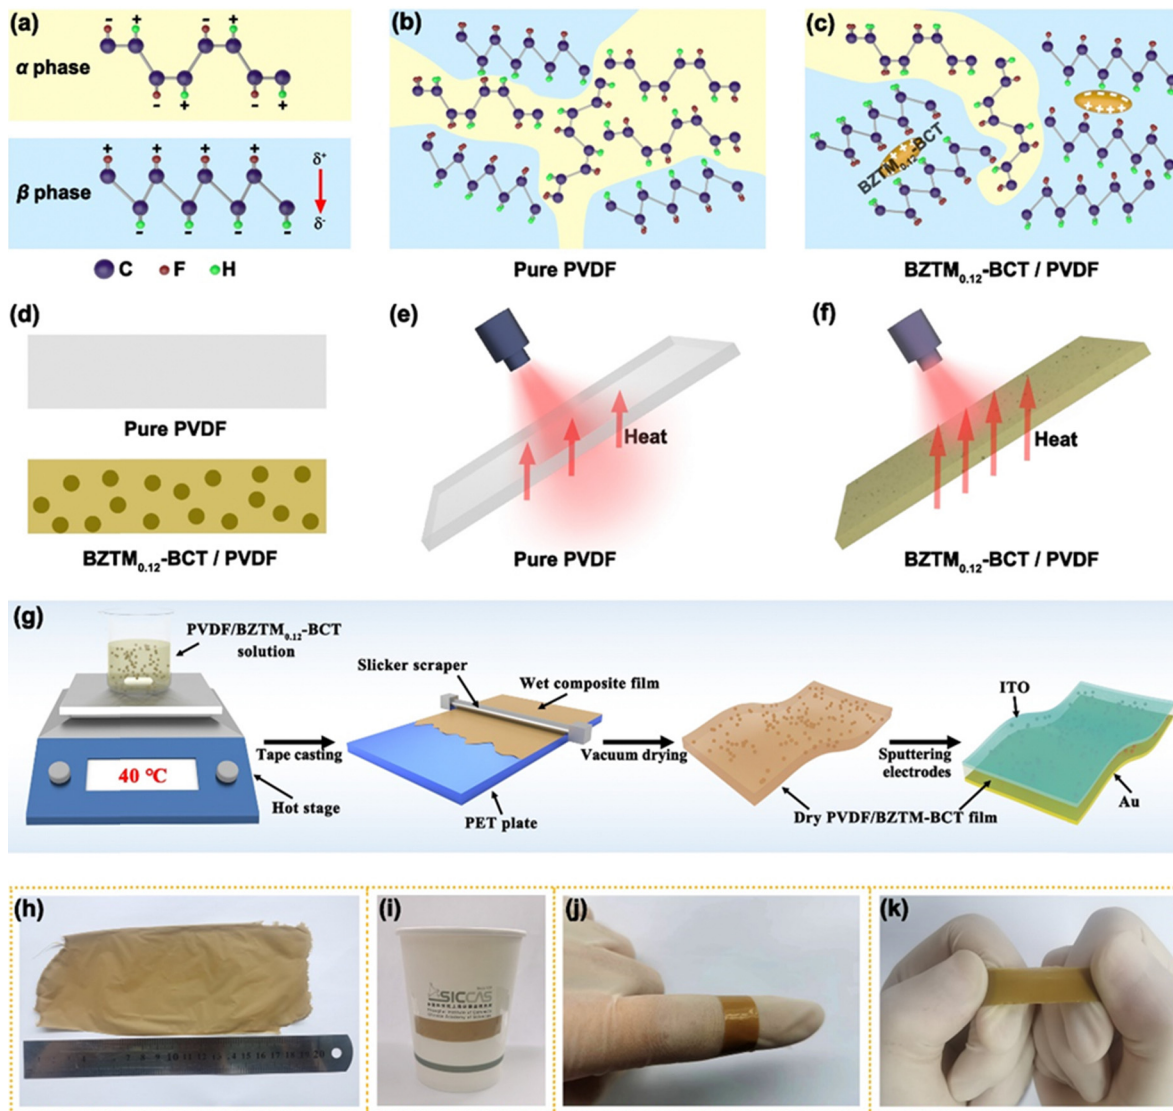 (a)
- + - +
α phase
- + - +
+ + + +
β phase
δ+
δ-
- - - -
C F H
(b)
Pure PVDF
(c)
BZTM0.12-BCT
BZTM0.12-BCT / PVDF
(d)
Pure PVDF
BZTM0.12-BCT / PVDF
(e)
Heat
Pure PVDF
(f)
Heat
BZTM0.12-BCT / PVDF
(g)
PVDF/BZTM0.12-BCT
solution
40 °C
Hot stage
Tape casting
Slicker scraper
Wet composite film
PET plate
Vacuum drying
Dry PVDF/BZTM-BCT film
Sputtering
electrodes
ITO
Au
(h)
(i)
SICCAS
(j)
(k)